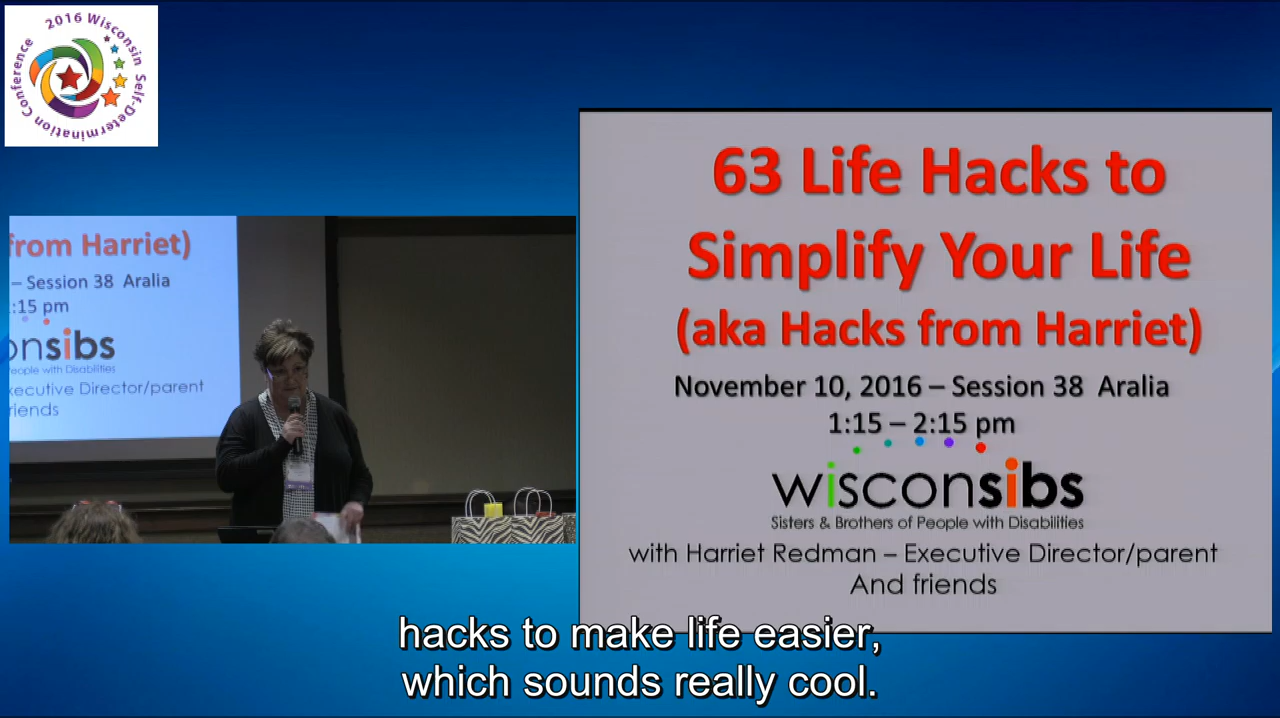 2016 Wisconsin Self-Determination Conference
63 Life Hacks to
Simplify Your Life
(aka Hacks from Harriet)
November 10, 2016 – Session 38 Aralia
1:15 – 2:15 pm
wisconsibs
Sisters & Brothers of People with Disabilities
with Harriet Redman – Executive Director/parent
And friends
from Harriet)
– Session 38 Aralia
:15 pm
onsibs
eople with Disabilities
xecutive Director/parent
riends
hacks to make life easier,
which sounds really cool.